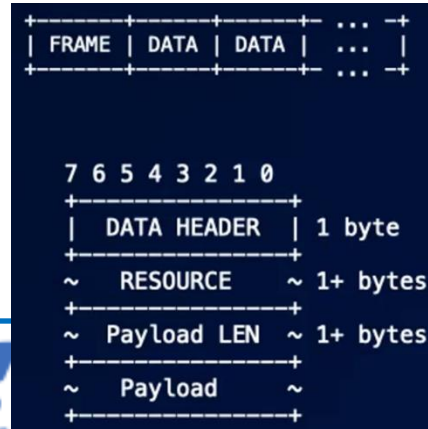 +-------+------+------+- ... -+
| FRAME | DATA | DATA | ... |
+-------+------+------+- ... -+
7 6 5 4 3 2 1 0
+---------------+
| DATA HEADER | 1 byte
+---------------+
~ RESOURCE ~ 1+ bytes
+---------------+
~ Payload LEN ~ 1+ bytes
+---------------+
~ Payload ~
+---------------+